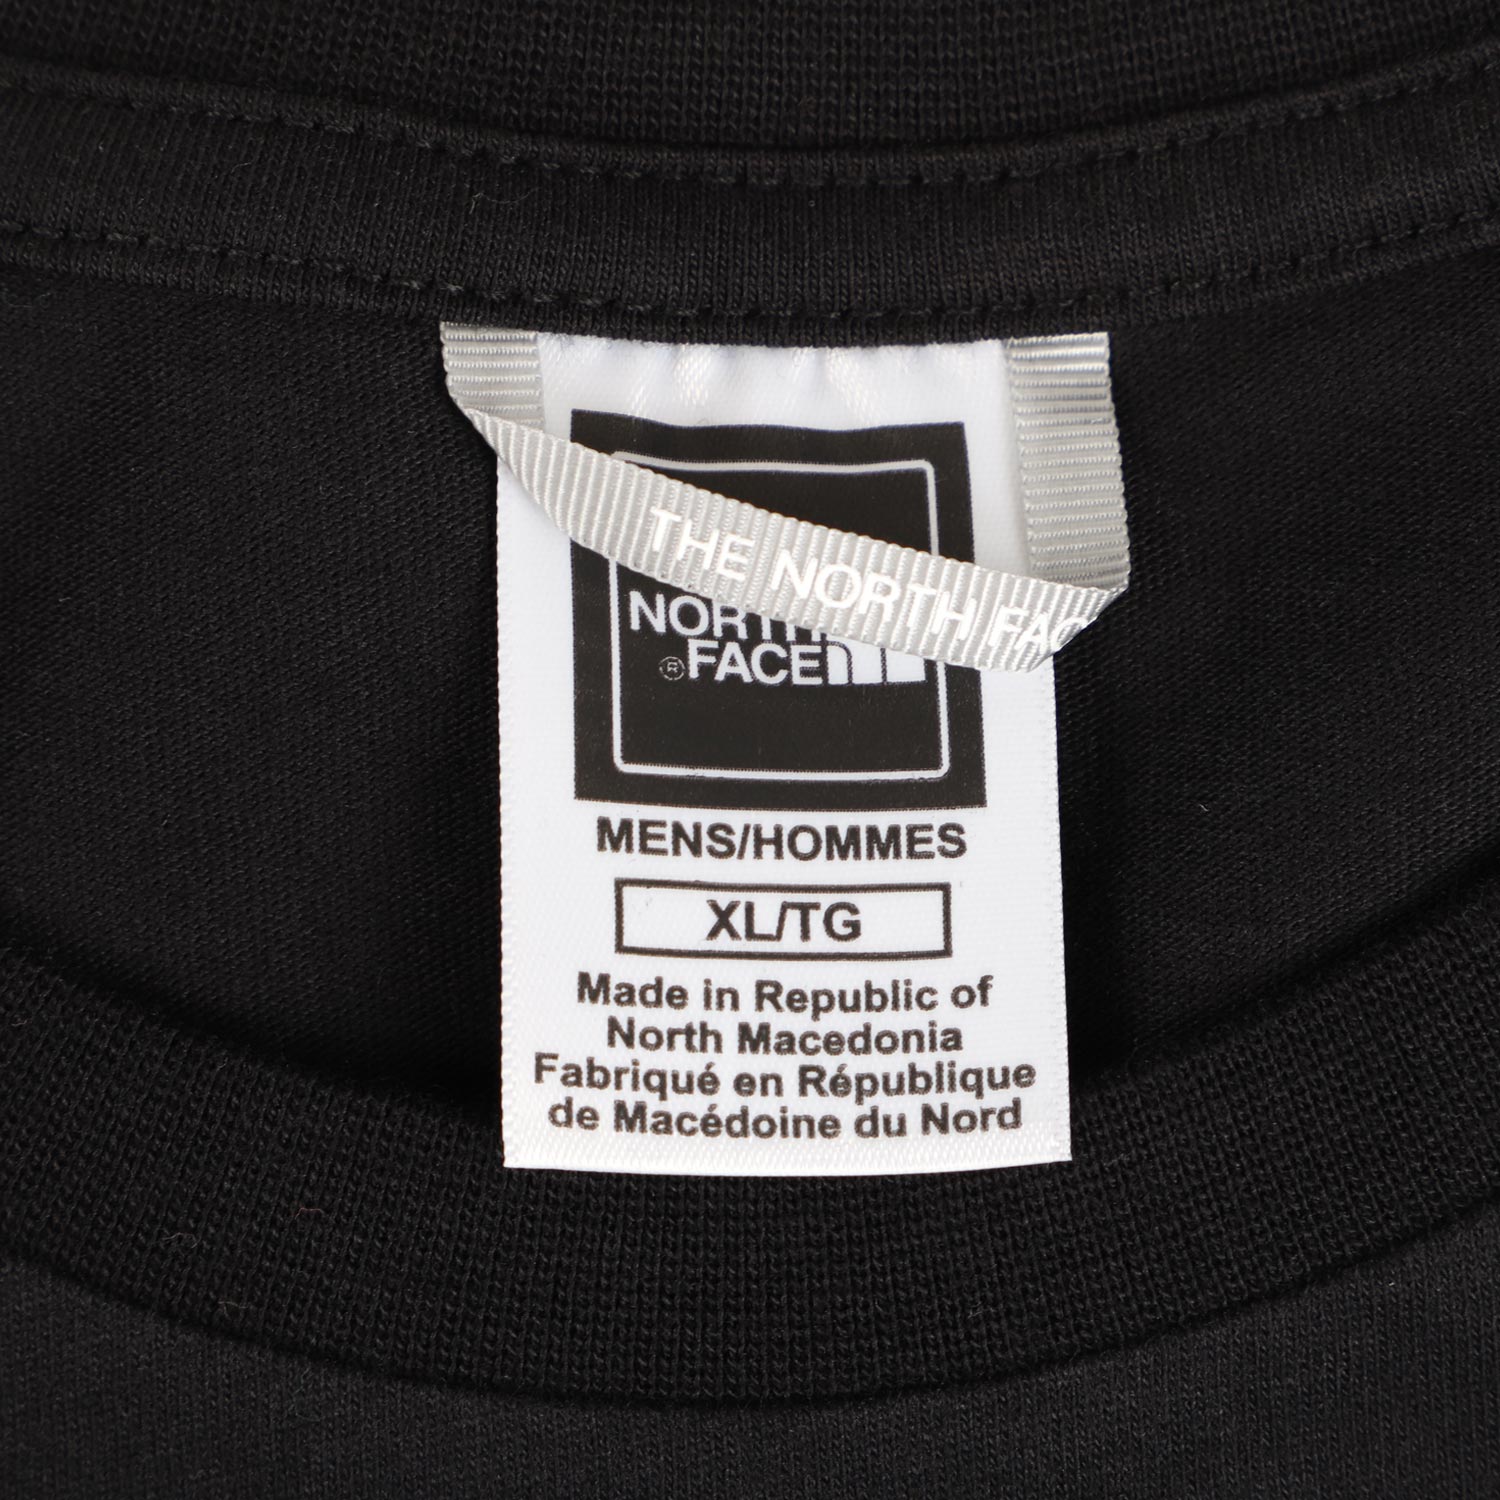 THE NORTH FAC
NORTH
® FACE
MENS/HOMMES
XL/TG
Made in Republic of
North Macedonia
Fabriqué en République
de Macédoine du Nord